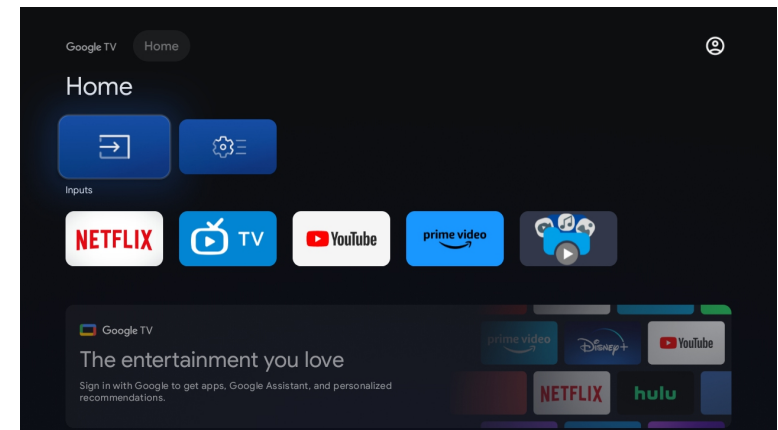 Google TV Home
Home
Inputs
NETFLIX TV YouTube prime video
Google TV
The entertainment you love
Sign in with Google to get apps, Google Assistant, and personalized
recommendations.
prime video Disney+ YouTube
NETFLIX hulu